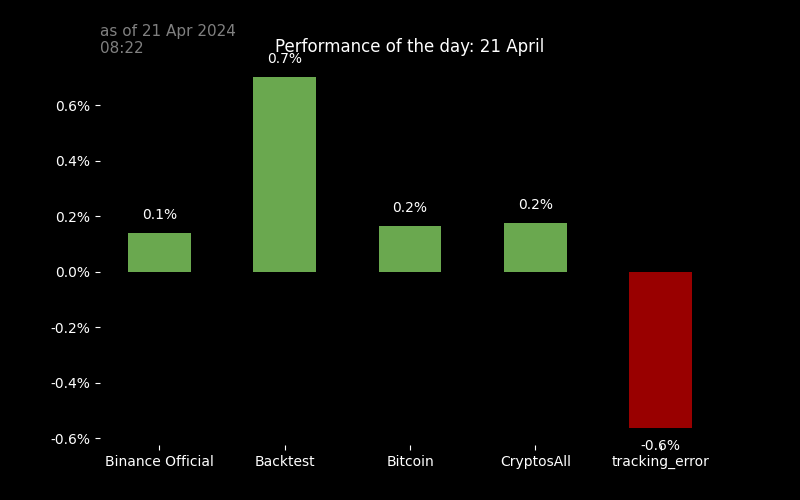 as of 21 Apr 2024
08:22
Performance of the day: 21 April
0.7%
0.6%
0.4%
0.2%
0.0%
-0.2%
-0.4%
-0.6%
0.1%
0.2%
0.2%
-0.6%
Binance Official
Backtest
Bitcoin
CryptosAll
tracking_error